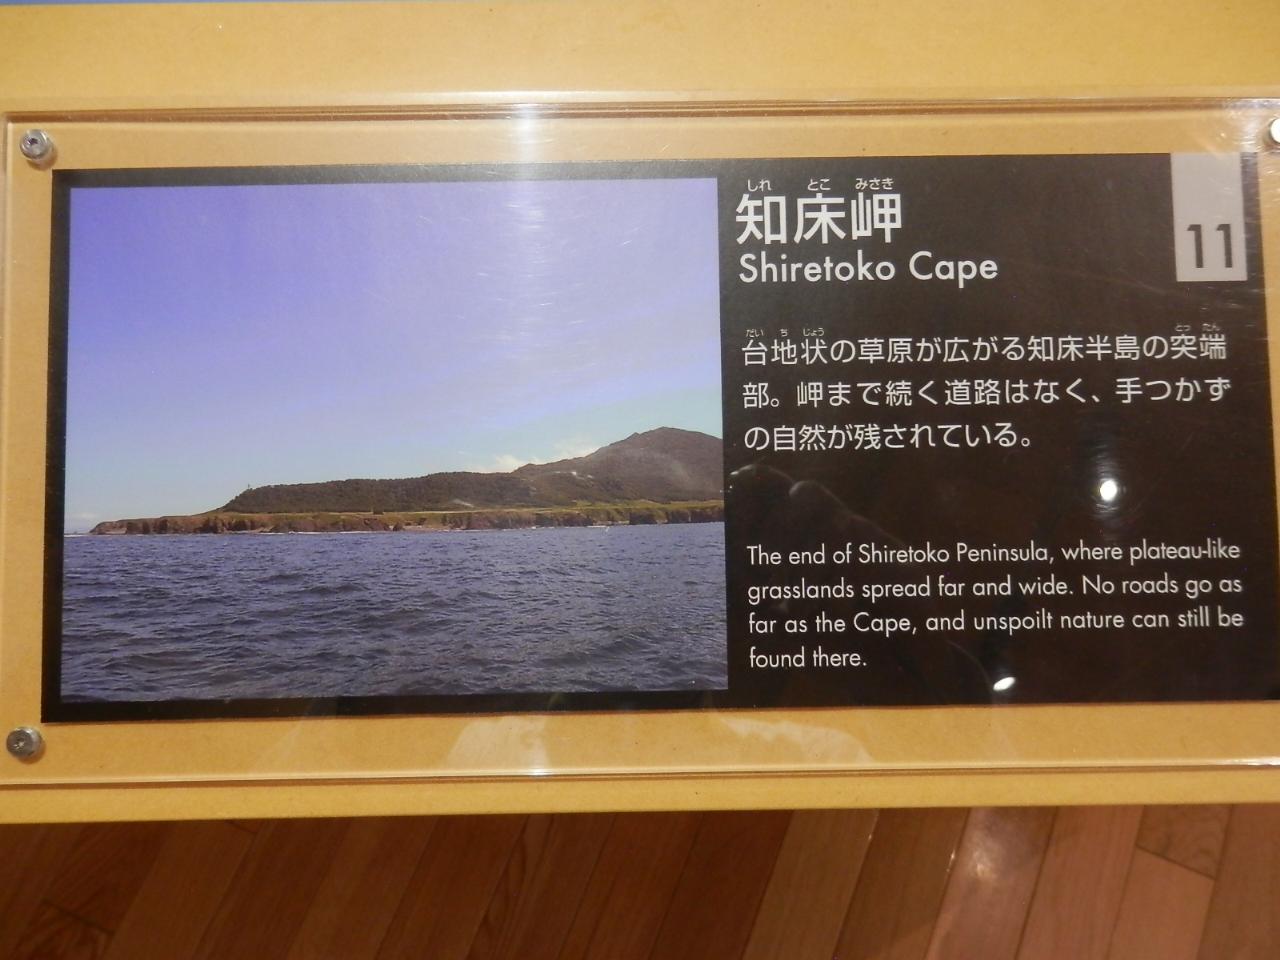 しれ とこ みさき
知床岬
Shiretoko Cape
11
だい ち じょう とっ たん
台地状の草原が広がる知床半島の突端
部。岬まで続く道路はなく、手つかず
の自然が残されている。
The end of Shiretoko Peninsula, where plateau-like
grasslands spread far and wide. No roads go as
far as the Cape, and unspoilt nature can still be
found there.